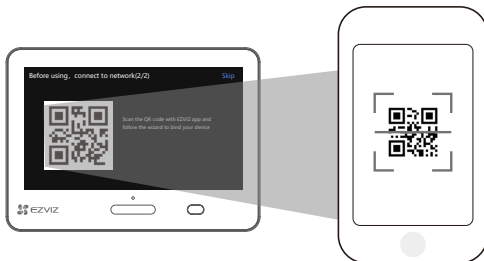 Before using，connect to network(2/2)
Skip
Scan the QR code with EZVIZ app and
follow the wizard to bind your device
EZVIZ